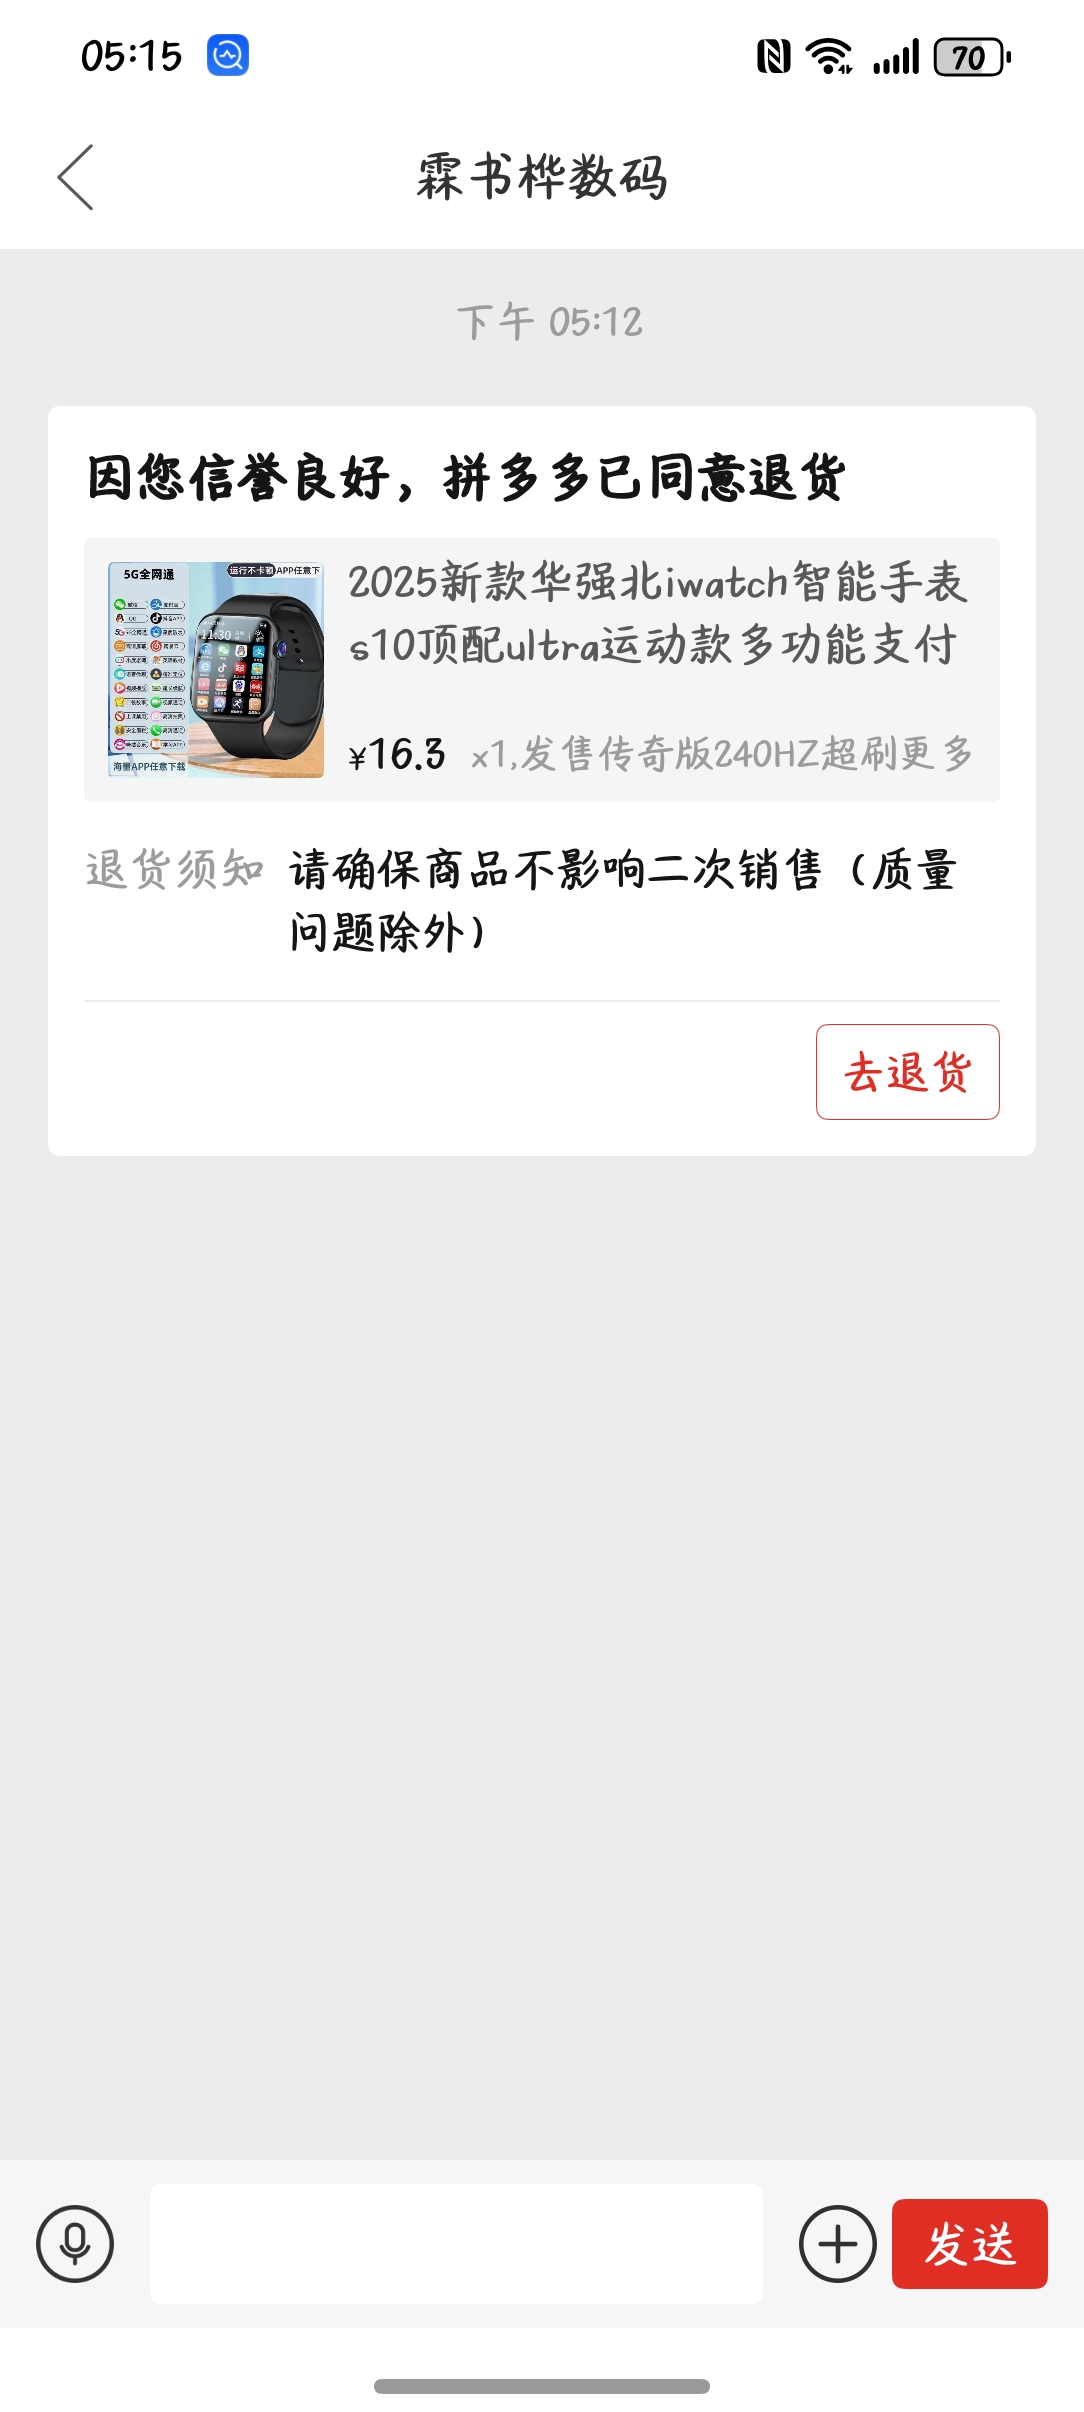 05:15
70
霖书桦数码
下午 05:12
因您信誉良好，拼多多已同意退货
5G全网通
运行不卡顿 APP任意下
11:30
海量APP任意下载
2025新款华强北iwatch智能手表
s10顶配ultra运动款多功能支付
¥16.3 x1,发售传奇版240HZ超刷更多
退货须知 请确保商品不影响二次销售（质量
问题除外）
去退货
发送